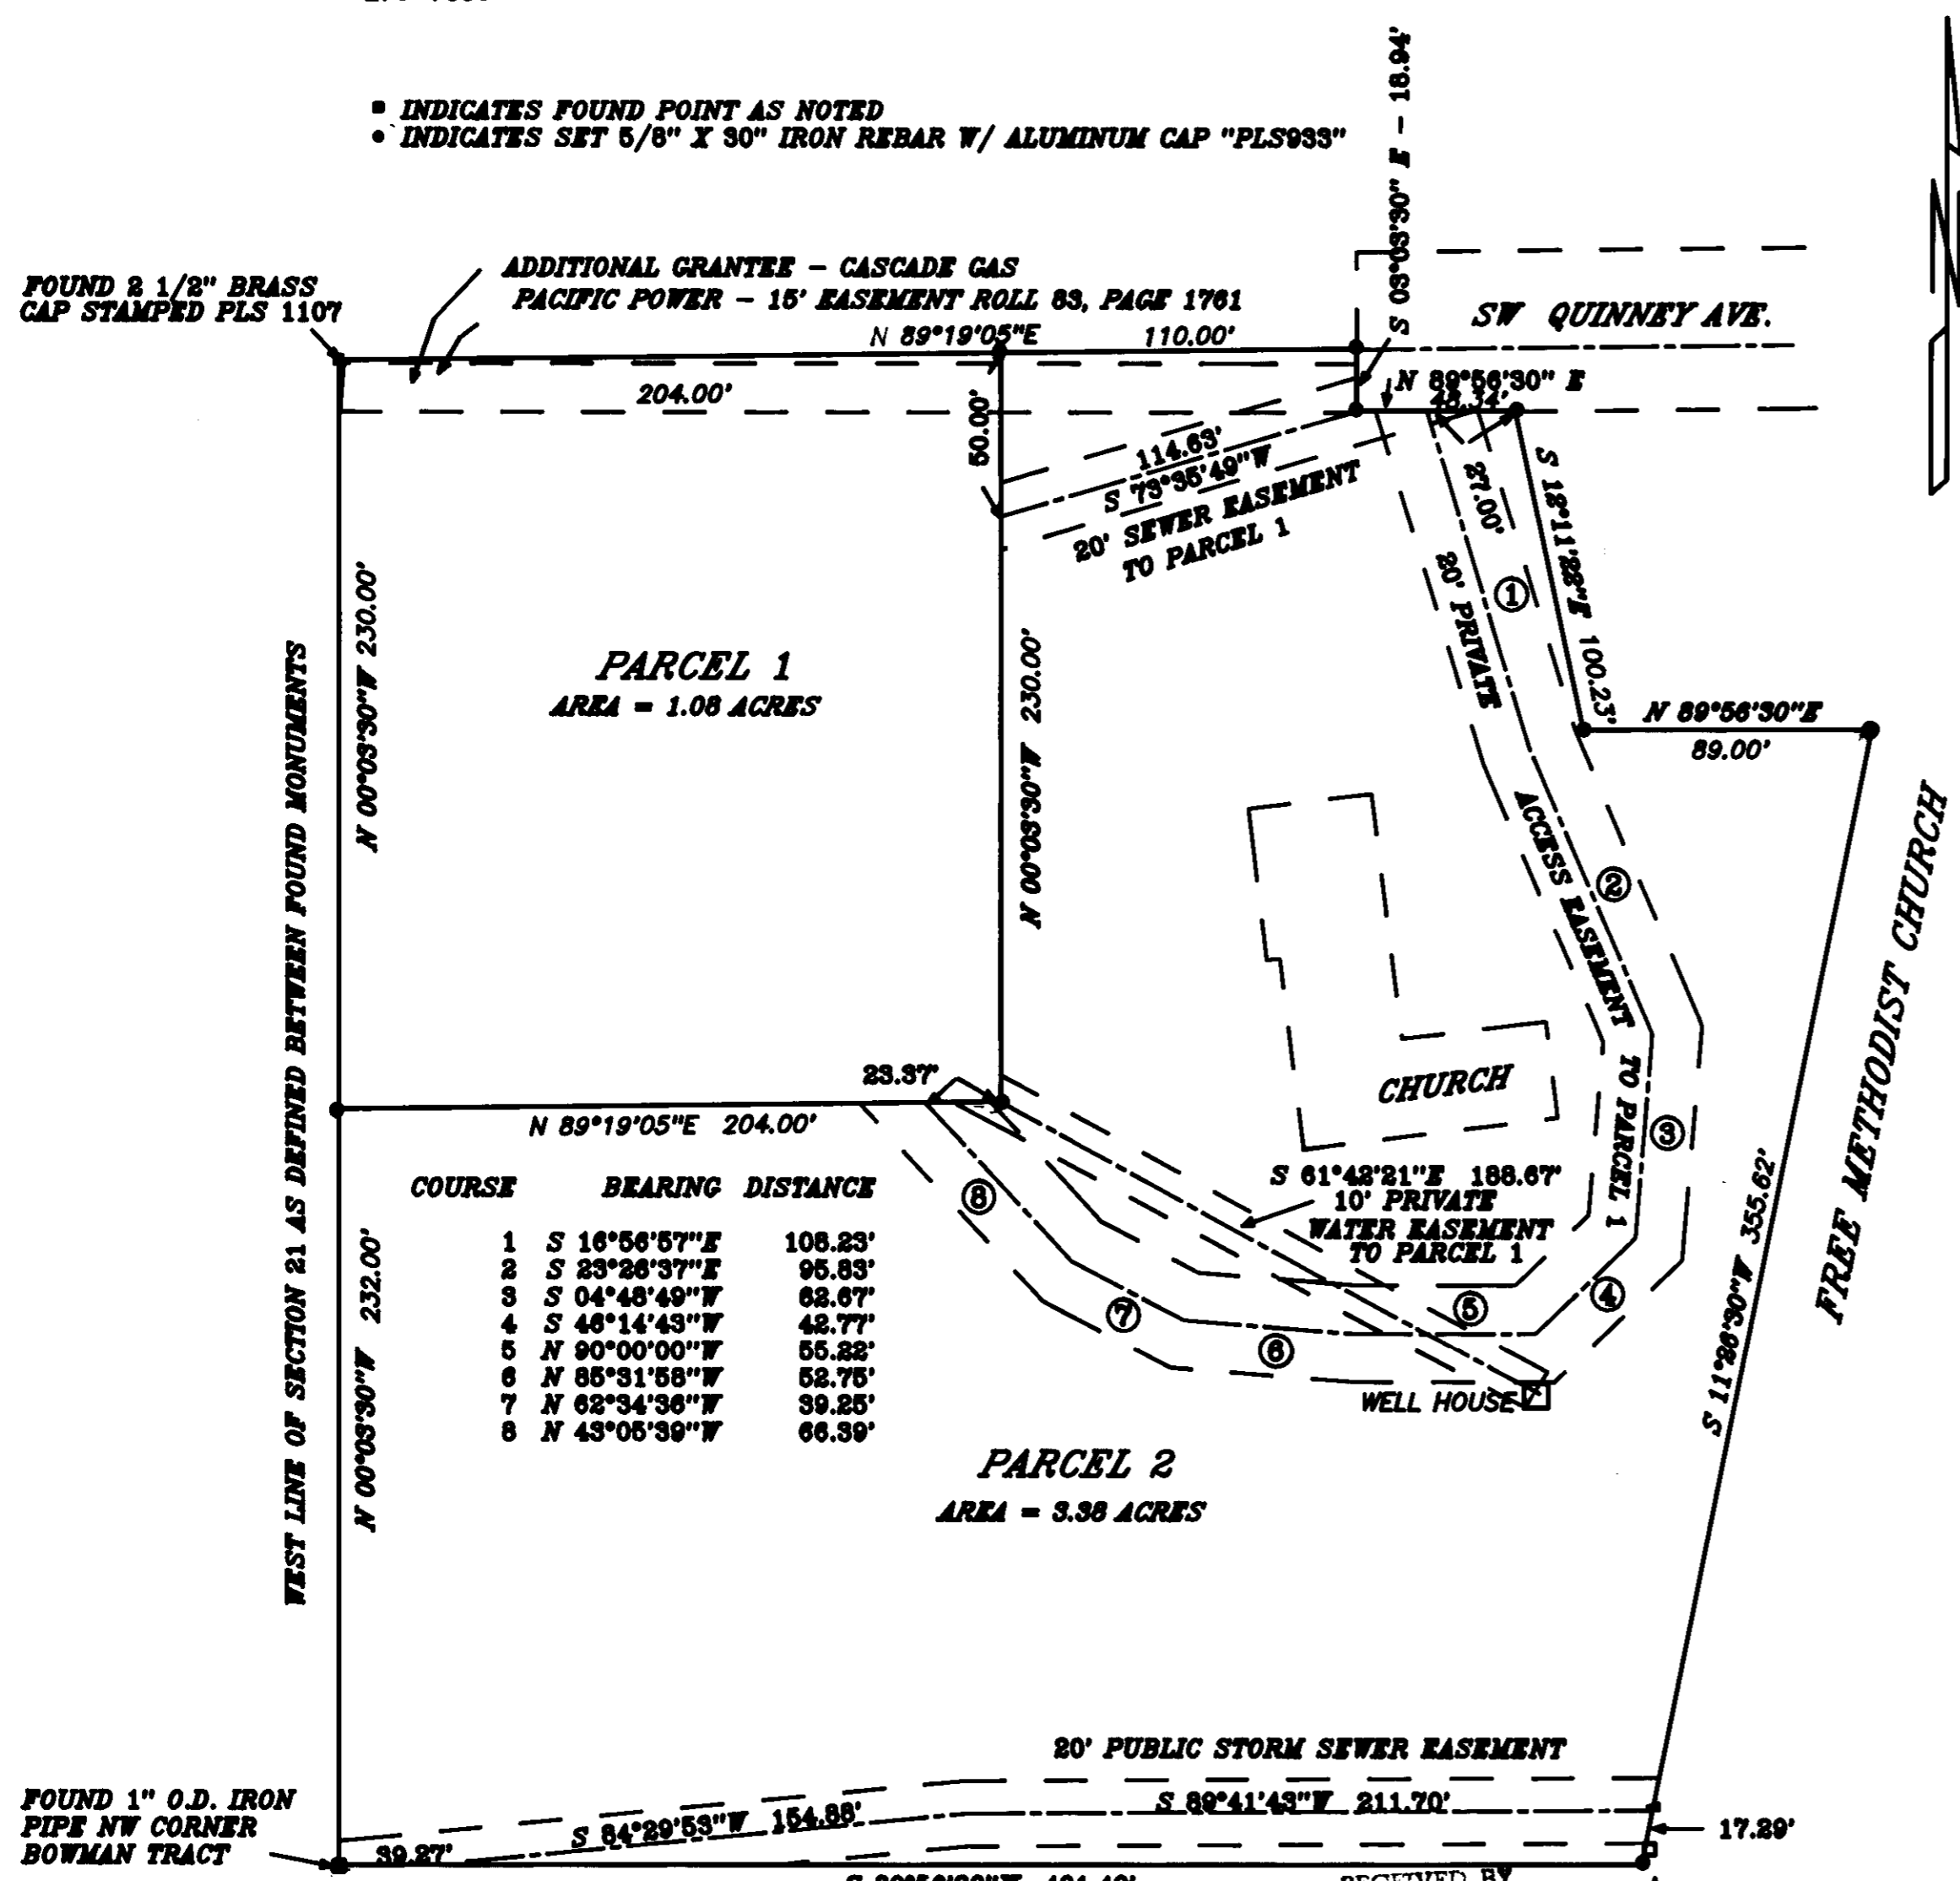 ■ INDICATES FOUND POINT AS NOTED
● INDICATES SET 5/8" X 30" IRON REBAR W/ ALUMINUM CAP "PLS933"
S 03°03'30" E - 18.94'
FOUND 2 1/2" BRASS
CAP STAMPED PLS 1107
ADDITIONAL GRANTEE - CASCADE GAS
PACIFIC POWER - 15' EASEMENT ROLL 83, PAGE 1761
N 89°19'05"E 110.00'
SW QUINNEY AVE.
204.00'
N 89°56'30" E
48.34'
50.00'
114.63'
S 73°35'49"W
20' SEWER EASEMENT
TO PARCEL 1
27.00'
S 12°11'22"E 100.23'
20' PRIVATE ACCESS EASEMENT TO PARCEL 1
1
N 00°03'30"W 230.00'
PARCEL 1
AREA = 1.08 ACRES
N 00°03'30"W 230.00'
N 89°56'30"E
89.00'
WEST LINE OF SECTION 21 AS DEFINED BETWEEN FOUND MONUMENTS
2
FREE METHODIST CHURCH
CHURCH
23.37'
N 89°19'05"E 204.00'
3
S 61°42'21"E 188.67'
10' PRIVATE
WATER EASEMENT
TO PARCEL 1
COURSE BEARING DISTANCE
1 S 16°56'57"E 108.23'
2 S 23°26'37"E 95.83'
3 S 04°48'49"W 62.67'
4 S 46°14'43"W 42.77'
5 N 90°00'00"W 55.22'
6 N 85°31'58"W 52.75'
7 N 62°34'36"W 39.25'
8 N 43°05'39"W 66.39'
8
7
6
5
4
WELL HOUSE
S 11°26'30"W 355.62'
N 00°03'30"W 232.00'
PARCEL 2
AREA = 3.38 ACRES
20' PUBLIC STORM SEWER EASEMENT
S 89°41'43"W 211.70'
S 84°29'53"W 154.88'
17.29'
FOUND 1" O.D. IRON
PIPE NW CORNER
BOWMAN TRACT
39.27'
RECEIVED BY